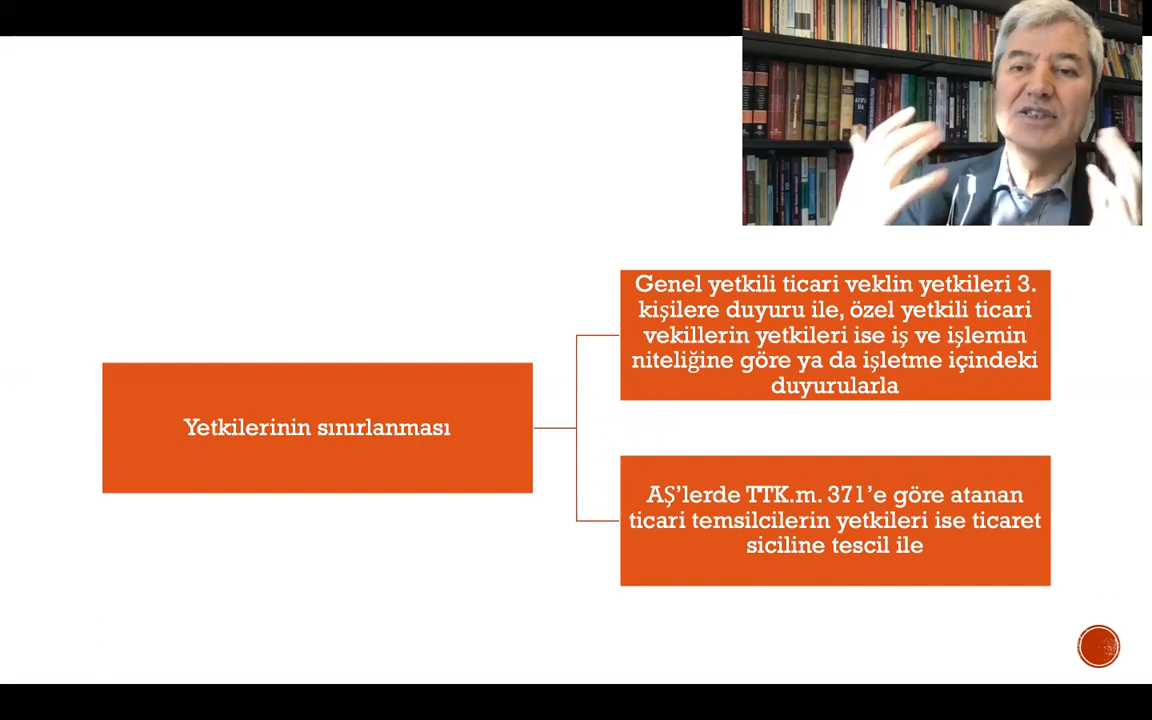 Genel yetkili ticari veklin yetkileri 3.
kişilere duyuru ile, özel yetkili ticari
vekillerin yetkileri ise iş ve işlemin
niteliğine göre ya da işletme içindeki
duyurularla
Yetkilerinin sınırlanması
AŞ’lerde TTK.m. 371’e göre atanan
ticari temsilcilerin yetkileri ise ticaret
siciline tescil ile